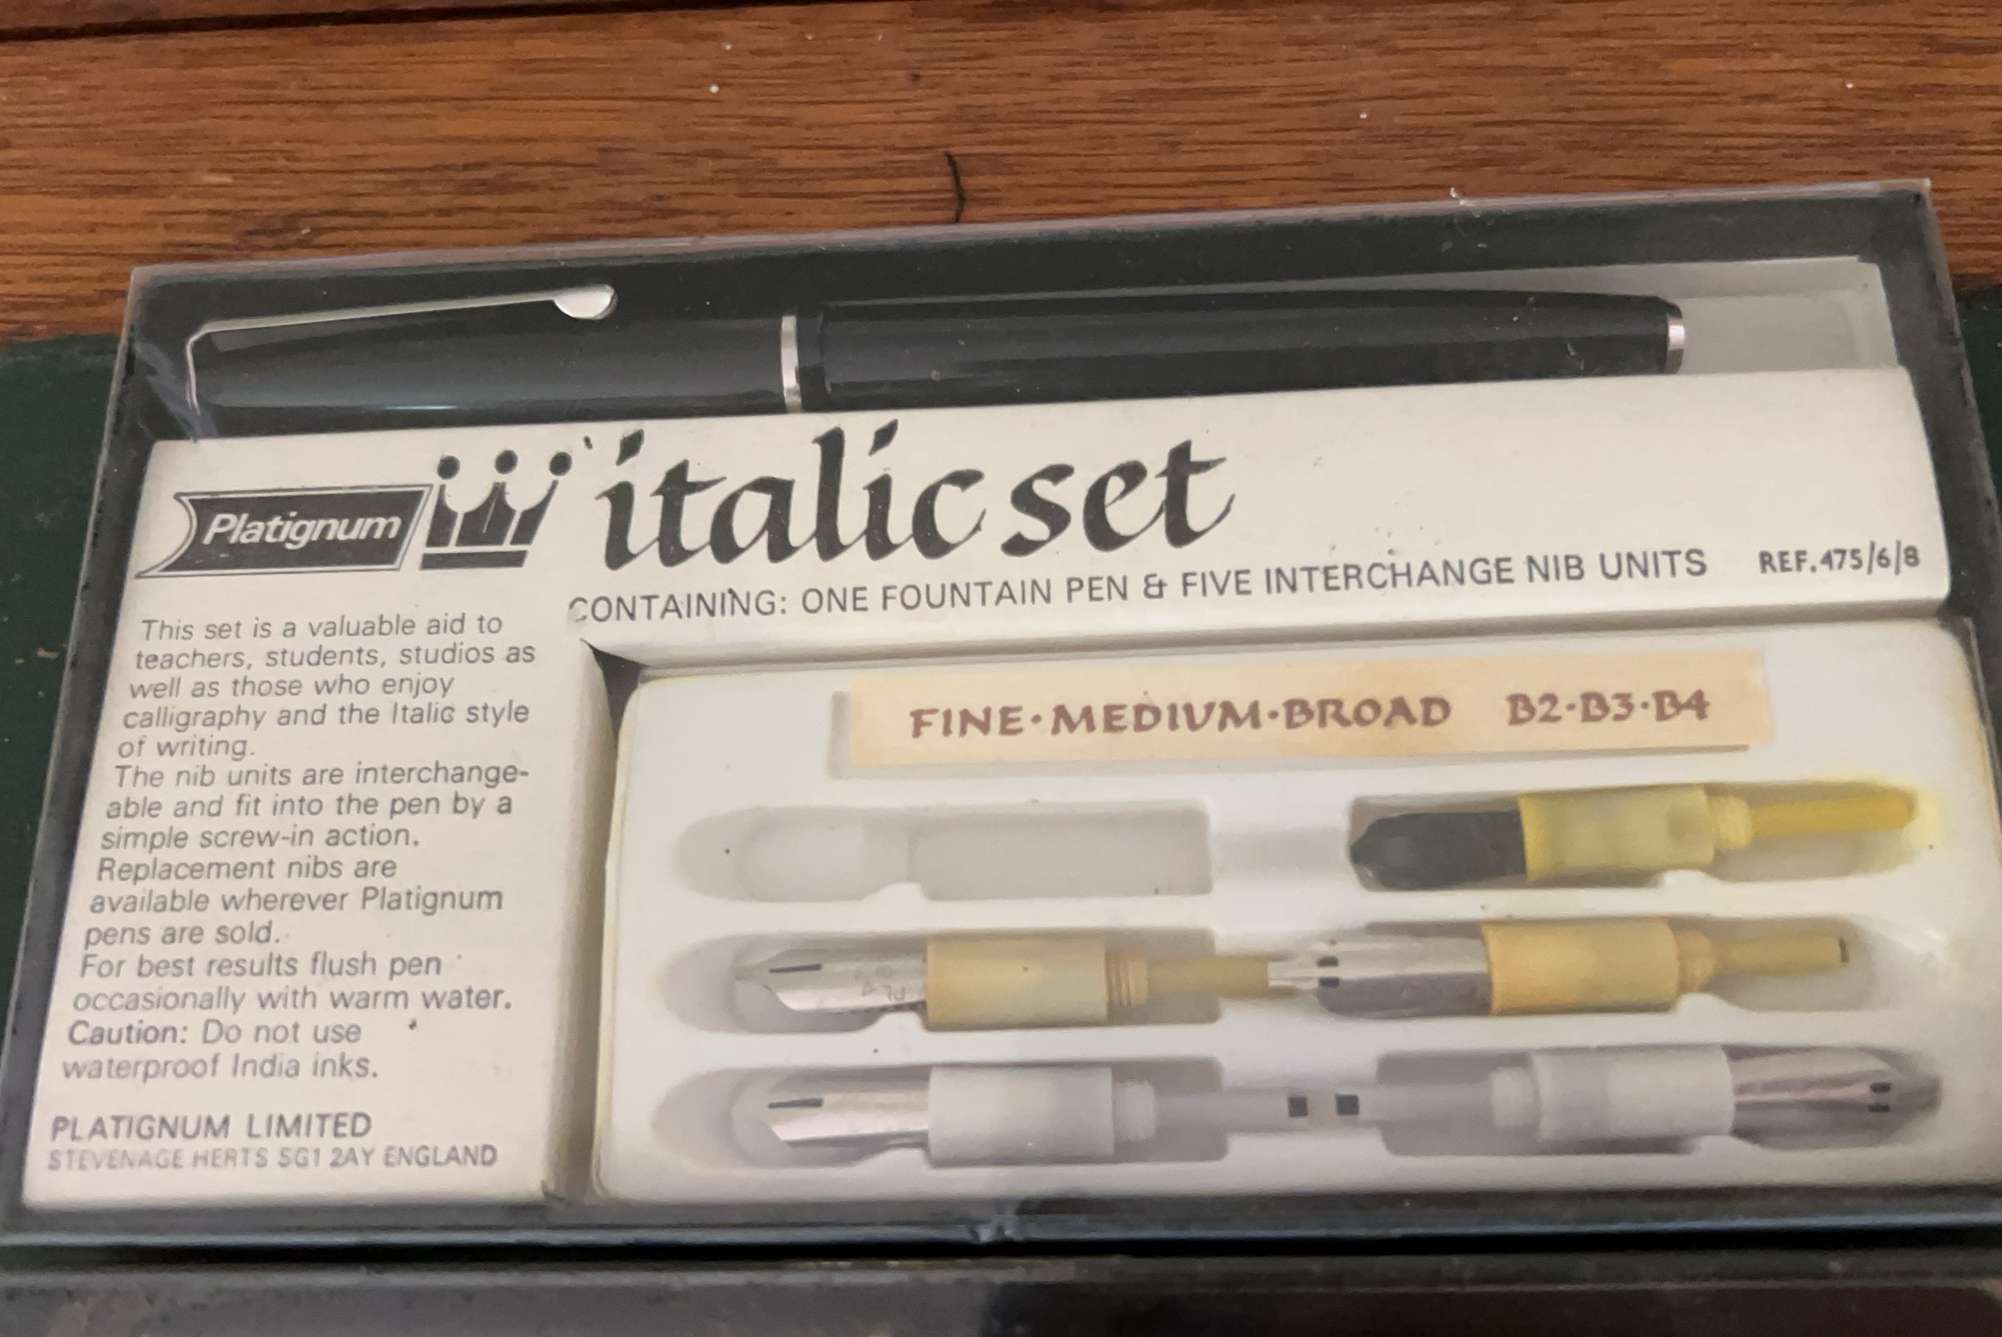 Platignum italic set
CONTAINING: ONE FOUNTAIN PEN & FIVE INTERCHANGE NIB UNITS REF. 475/6/8
This set is a valuable aid to
teachers, students, studios as
well as those who enjoy
calligraphy and the Italic style
of writing.
The nib units are interchange-
able and fit into the pen by a
simple screw-in action.
Replacement nibs are
available wherever Platignum
pens are sold.
For best results flush pen
occasionally with warm water.
Caution: Do not use
waterproof India inks.
PLATIGNUM LIMITED
STEVENAGE HERTS SG1 2AY ENGLAND
FINE·MEDIUM·BROAD B2·B3·B4